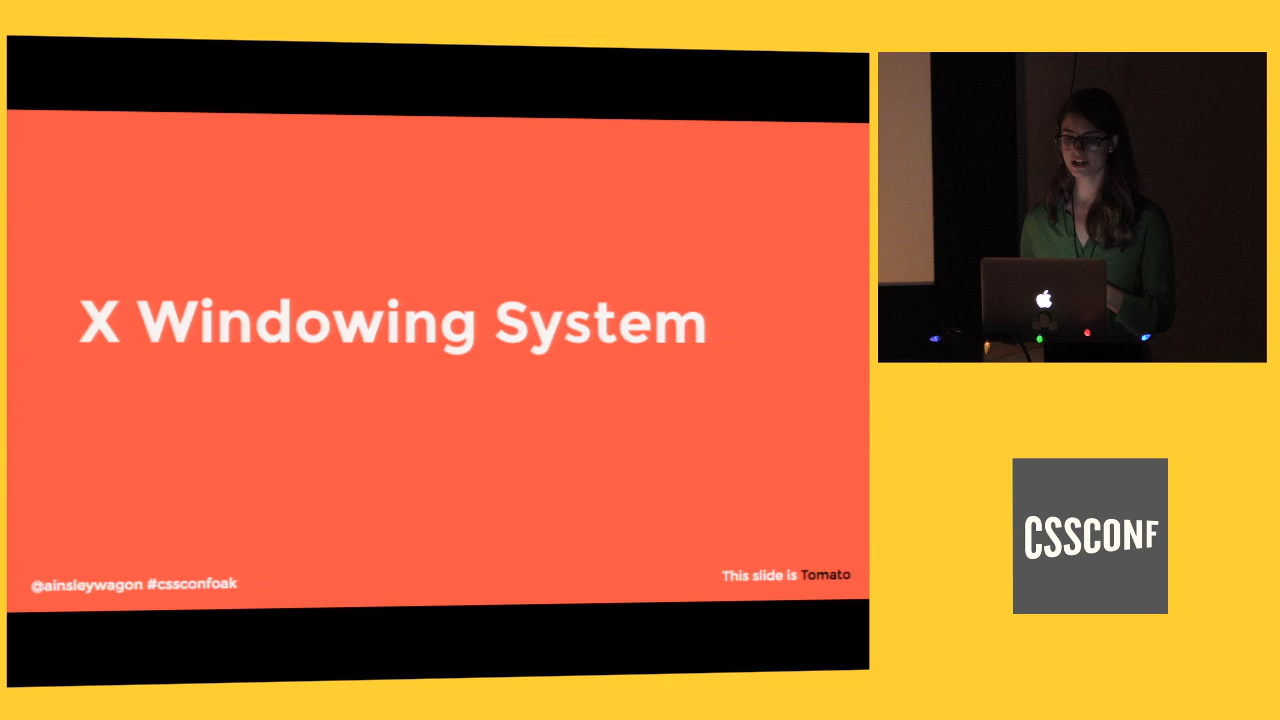 X Windowing System
@ainsleywagon #cssconfoak
This slide is Tomato
CSSCONF